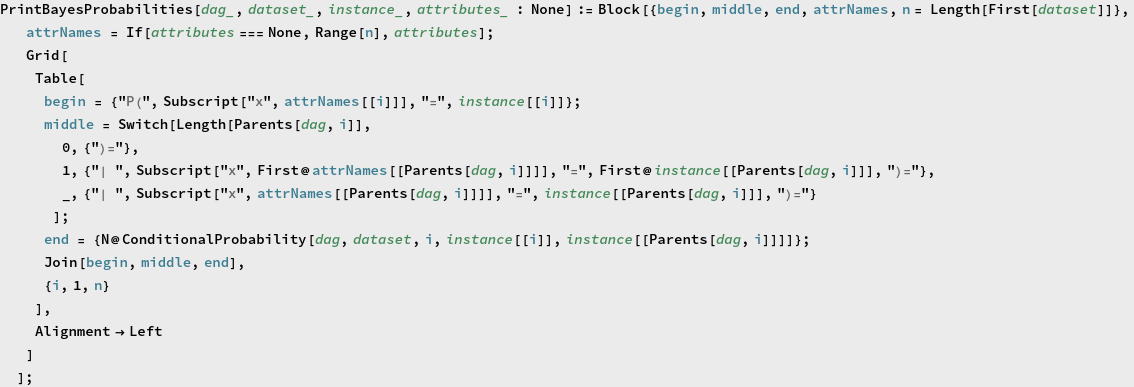 PrintBayesProbabilities[dag_, dataset_, instance_, attributes_ : None] := Block[{begin, middle, end, attrNames, n = Length[First[dataset]]},
attrNames = If[attributes === None, Range[n], attributes];
Grid[
Table[
begin = {"P(", Subscript["x", attrNames[[i]]], "=", instance[[i]]};
middle = Switch[Length[Parents[dag, i]],
0, {")="},
1, {"| ", Subscript["x", First@attrNames[[Parents[dag, i]]]], "=", First@instance[[Parents[dag, i]]], ")="},
_, {"| ", Subscript["x", attrNames[[Parents[dag, i]]]], "=", instance[[Parents[dag, i]]], ")="}
];
end = {N@ConditionalProbability[dag, dataset, i, instance[[i]], instance[[Parents[dag, i]]]]};
Join[begin, middle, end],
{i, 1, n}
],
Alignment → Left
]
];